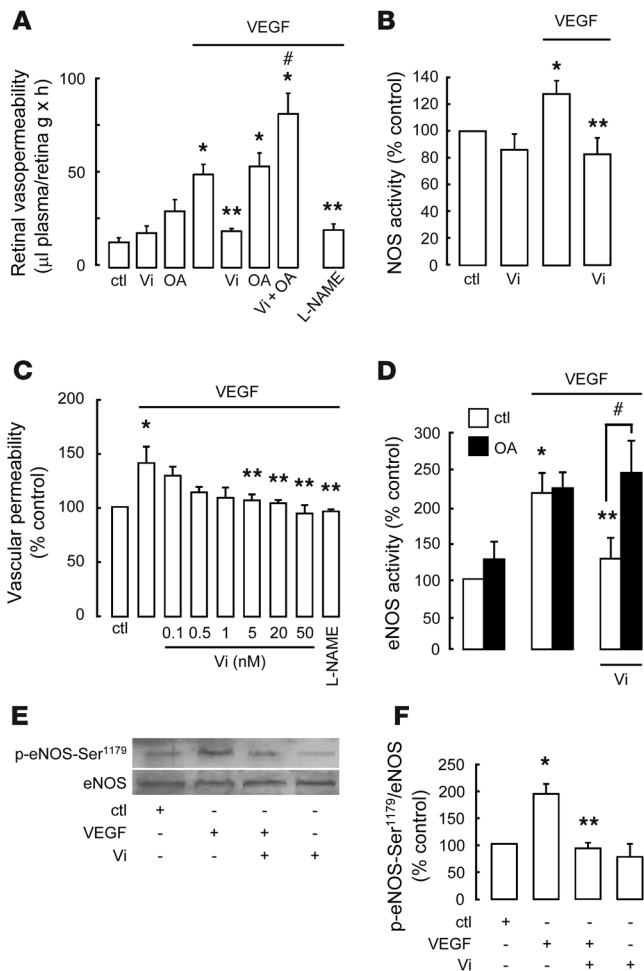 A
VEGF
Retinal vasopermeability
(µl plasma/retina g x h)
100
50
0
*
**
*
#
*
**
ctl Vi OA Vi OA Vi + OA L-NAME
B
VEGF
NOS activity (% control)
140
120
100
80
60
40
20
0
*
**
ctl Vi Vi
C
VEGF
Vascular permeability
(% control)
200
150
100
50
0
*
** ** ** **
ctl 0.1 0.5 1 5 20 50 L-NAME
Vi (nM)
D
VEGF
ctl
OA
eNOS activity (% control)
300
250
200
150
100
50
0
*
**
#
Vi
E
p-eNOS-Ser1179
eNOS
ctl + - - -
VEGF - + + -
Vi - - + +
F
p-eNOS-Ser1179/eNOS
(% control)
250
200
150
100
50
0
*
**
ctl + - - -
VEGF - + + -
Vi - - + +